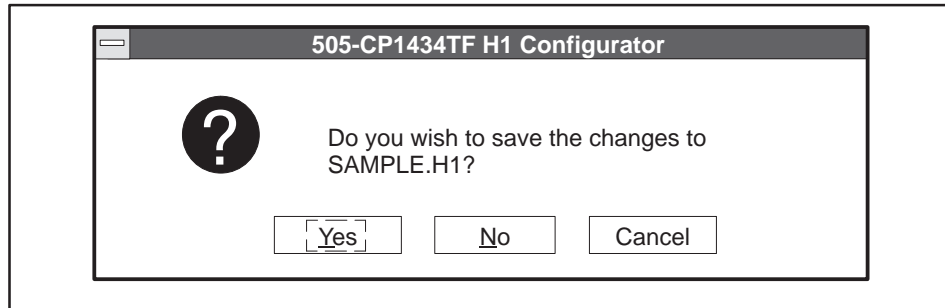 505-CP1434TF H1 Configurator
?
Do you wish to save the changes to
SAMPLE.H1?
Yes No Cancel